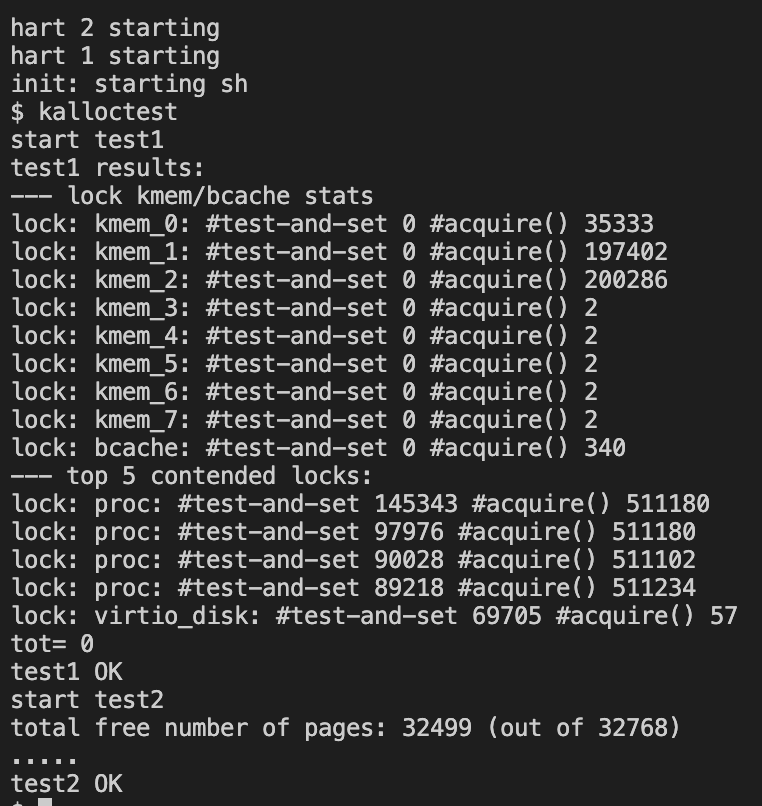 hart 2 starting
hart 1 starting
init: starting sh
$ kalloctest
start test1
test1 results:
--- lock kmem/bcache stats
lock: kmem_0: #test-and-set 0 #acquire() 35333
lock: kmem_1: #test-and-set 0 #acquire() 197402
lock: kmem_2: #test-and-set 0 #acquire() 200286
lock: kmem_3: #test-and-set 0 #acquire() 2
lock: kmem_4: #test-and-set 0 #acquire() 2
lock: kmem_5: #test-and-set 0 #acquire() 2
lock: kmem_6: #test-and-set 0 #acquire() 2
lock: kmem_7: #test-and-set 0 #acquire() 2
lock: bcache: #test-and-set 0 #acquire() 340
--- top 5 contended locks:
lock: proc: #test-and-set 145343 #acquire() 511180
lock: proc: #test-and-set 97976 #acquire() 511180
lock: proc: #test-and-set 90028 #acquire() 511102
lock: proc: #test-and-set 89218 #acquire() 511234
lock: virtio_disk: #test-and-set 69705 #acquire() 57
tot= 0
test1 OK
start test2
total free number of pages: 32499 (out of 32768)
.....
test2 OK
$